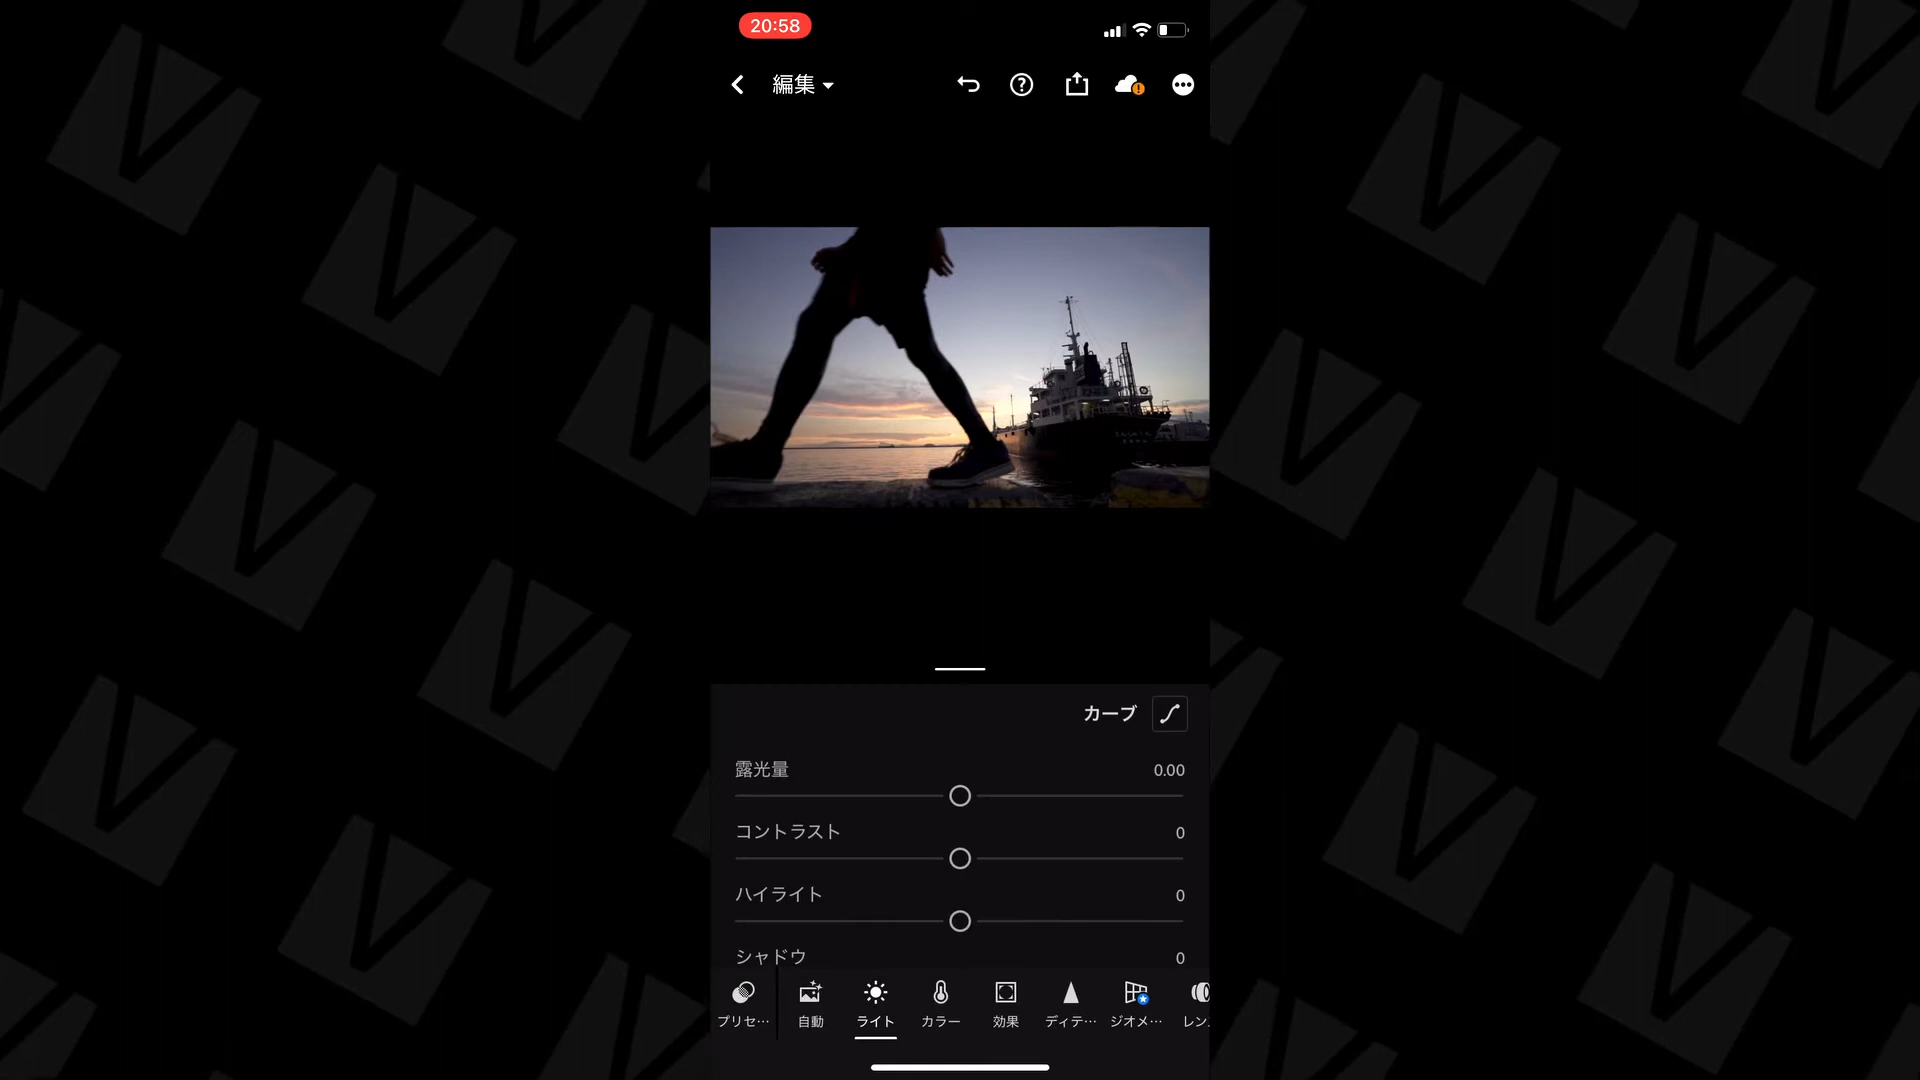 20:58
編集
カーブ
露光量 0.00
コントラスト 0
ハイライト 0
シャドウ 0
プリセ… 自動 ライト カラー 効果 ディテ… ジオメ… レン